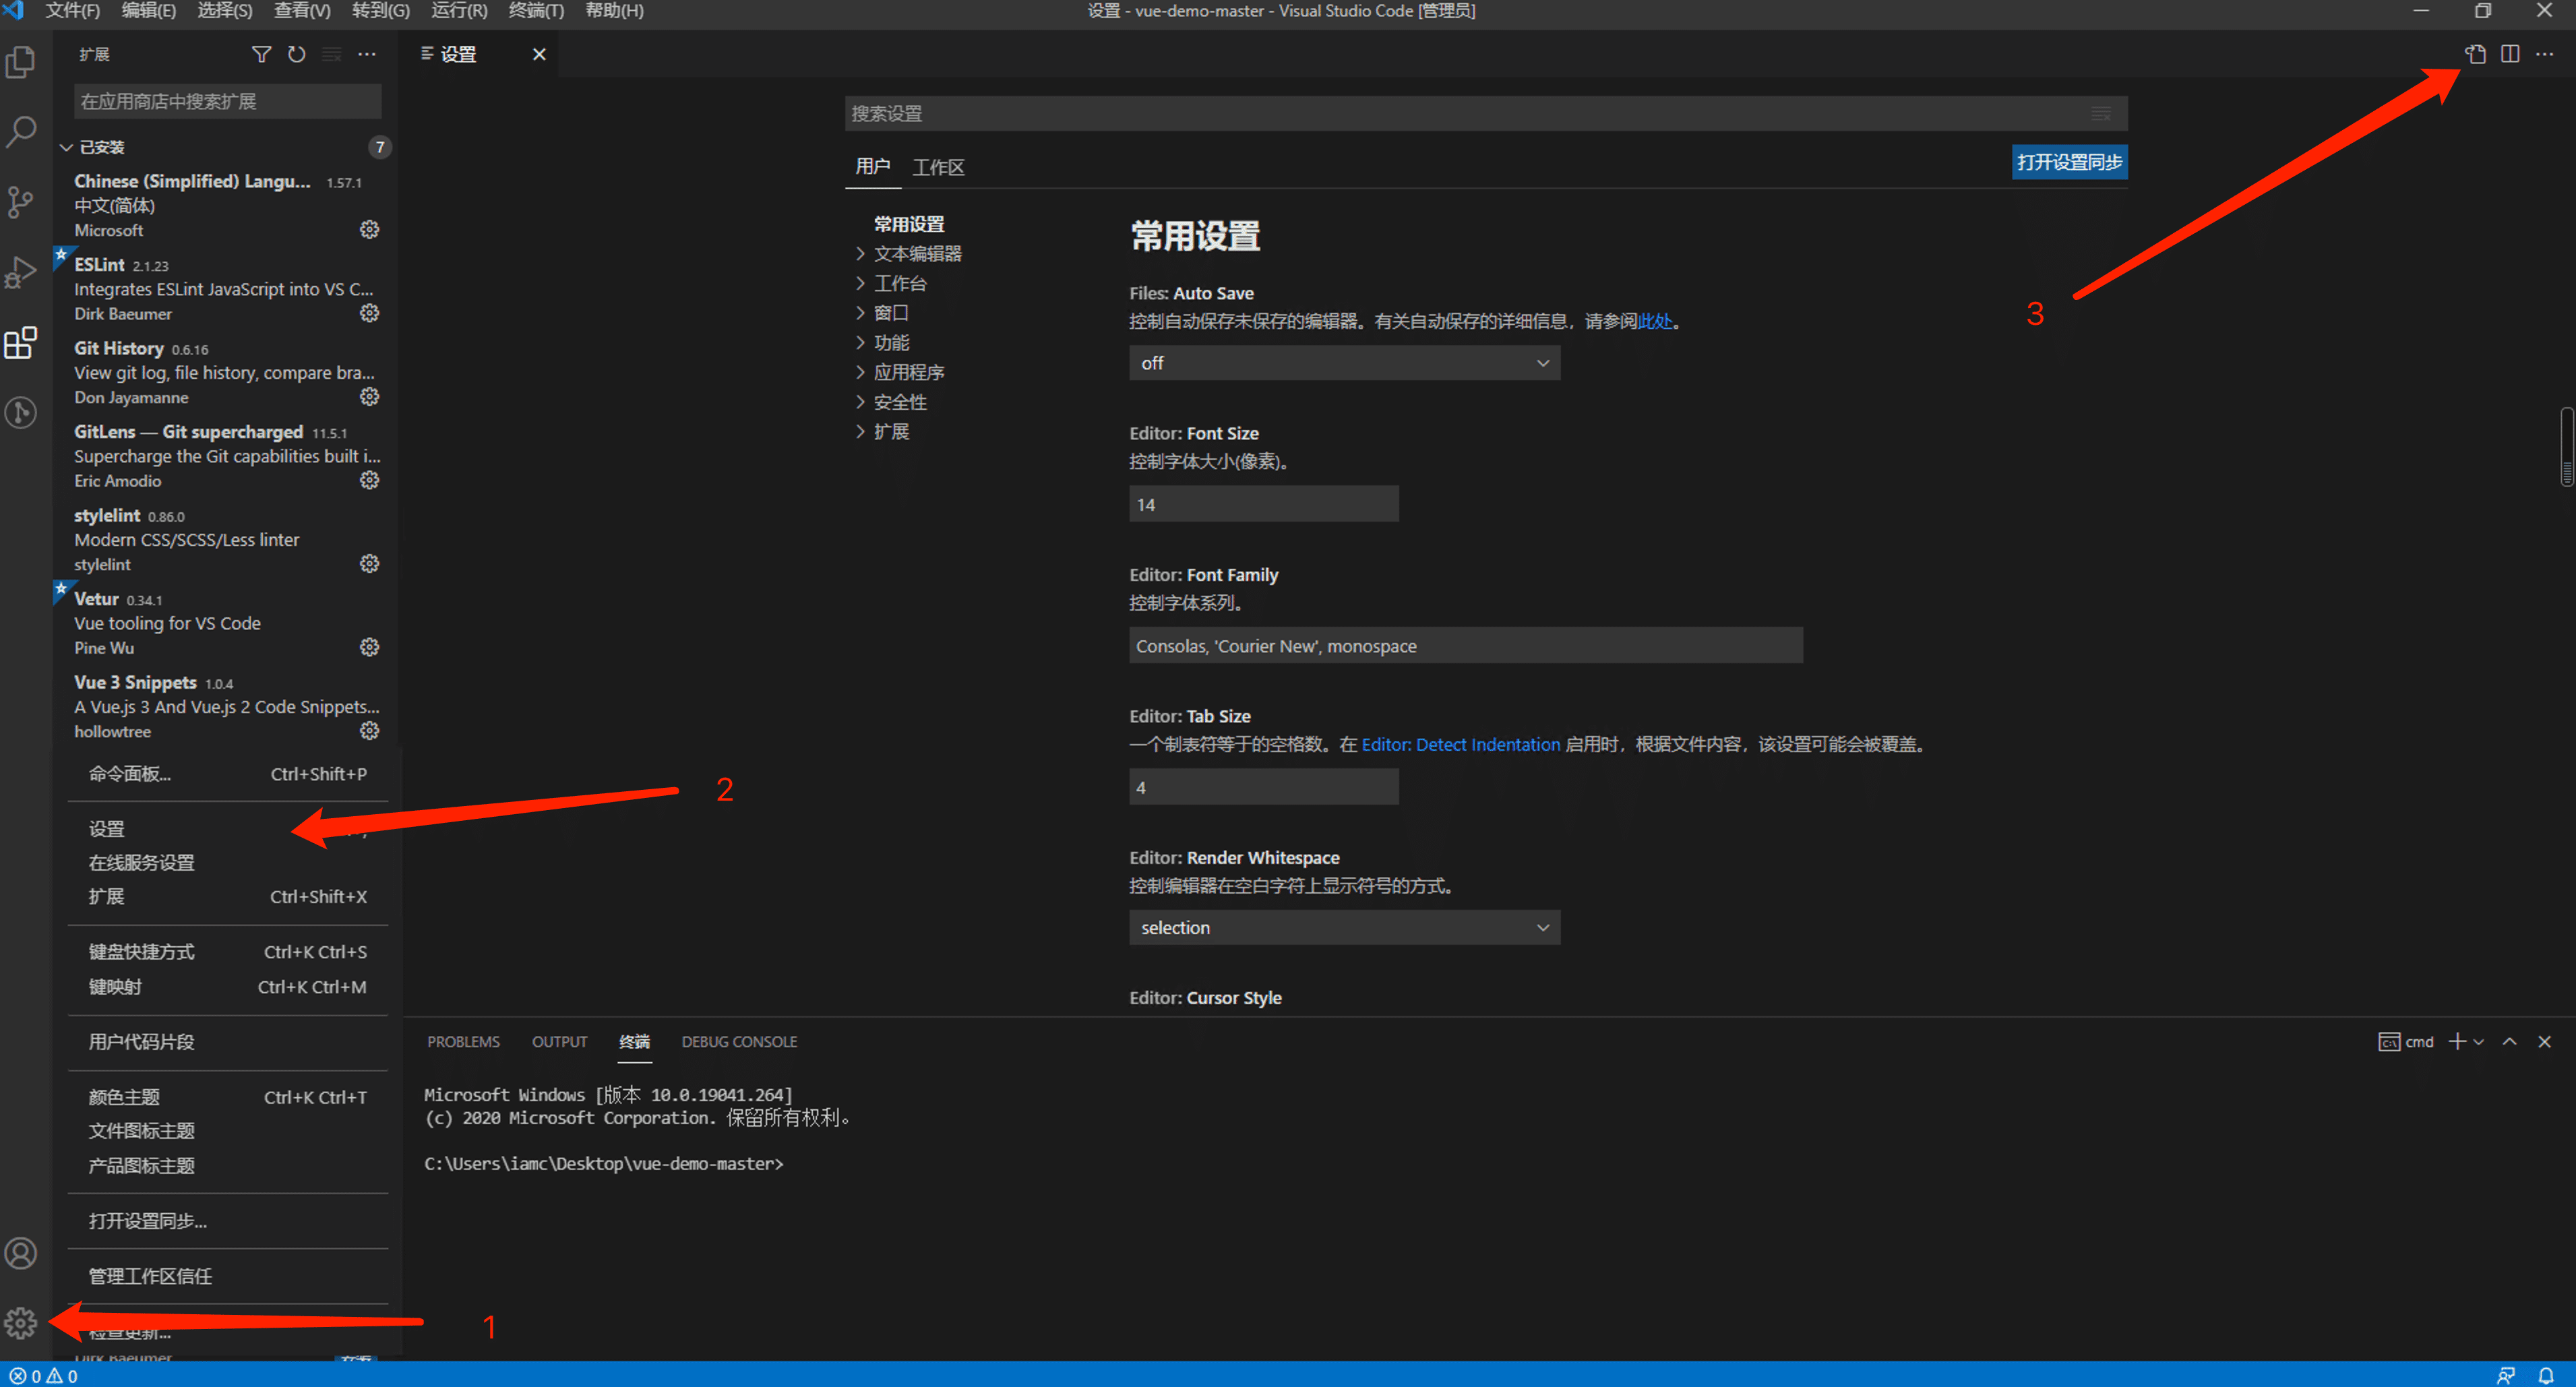 文件(F) 编辑(E) 选择(S) 查看(V) 转到(G) 运行(R) 终端(T) 帮助(H) 设置 - vue-demo-master - Visual Studio Code [管理员]
扩展
设置
在应用商店中搜索扩展
已安装 7
Chinese (Simplified) Langu... 1.57.1
中文(简体)
Microsoft
ESLint 2.1.23
Integrates ESLint JavaScript into VS C...
Dirk Baeumer
Git History 0.6.16
View git log, file history, compare bra...
Don Jayamanne
GitLens — Git supercharged 11.5.1
Supercharge the Git capabilities built i...
Eric Amodio
stylelint 0.86.0
Modern CSS/SCSS/Less linter
stylelint
Vetur 0.34.1
Vue tooling for VS Code
Pine Wu
Vue 3 Snippets 1.0.4
A Vue.js 3 And Vue.js 2 Code Snippets...
hollowtree
命令面板... Ctrl+Shift+P
设置
在线服务设置
扩展 Ctrl+Shift+X
键盘快捷方式 Ctrl+K Ctrl+S
键映射 Ctrl+K Ctrl+M
用户代码片段
颜色主题 Ctrl+K Ctrl+T
文件图标主题
产品图标主题
打开设置同步...
管理工作区信任
检查更新...
Dirk Baeumer
1
2
3
搜索设置
用户 工作区 打开设置同步
常用设置
文本编辑器
工作台
窗口
功能
应用程序
安全性
扩展
常用设置
Files: Auto Save
控制自动保存未保存的编辑器。有关自动保存的详细信息，请参阅此处。
off
Editor: Font Size
控制字体大小(像素)。
14
Editor: Font Family
控制字体系列。
Consolas, 'Courier New', monospace
Editor: Tab Size
一个制表符等于的空格数。在 Editor: Detect Indentation 启用时，根据文件内容，该设置可能会被覆盖。
4
Editor: Render Whitespace
控制编辑器在空白字符上显示符号的方式。
selection
Editor: Cursor Style
PROBLEMS OUTPUT 终端 DEBUG CONSOLE cmd
Microsoft Windows [版本 10.0.19041.264]
(c) 2020 Microsoft Corporation. 保留所有权利。
C:\Users\iamc\Desktop\vue-demo-master>
0 0